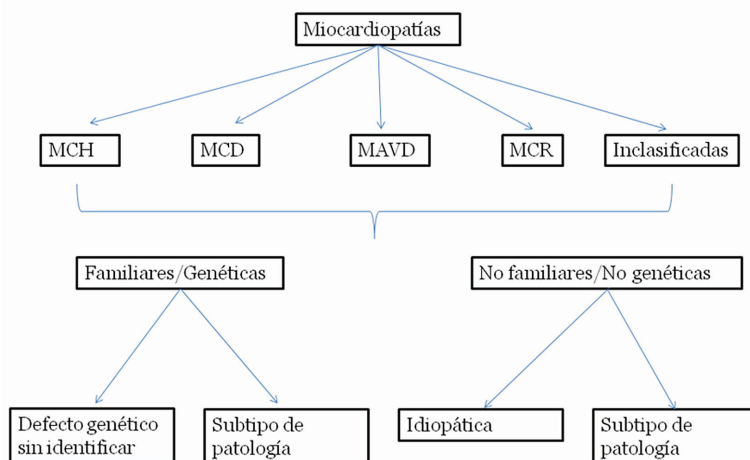 Miocardiopatías
MCH
MCD
MAVD
MCR
Inclasificadas
Familiares/Genéticas
No familiares/No genéticas
Defecto genético
sin identificar
Subtipo de
patología
Idiopática
Subtipo de
patología